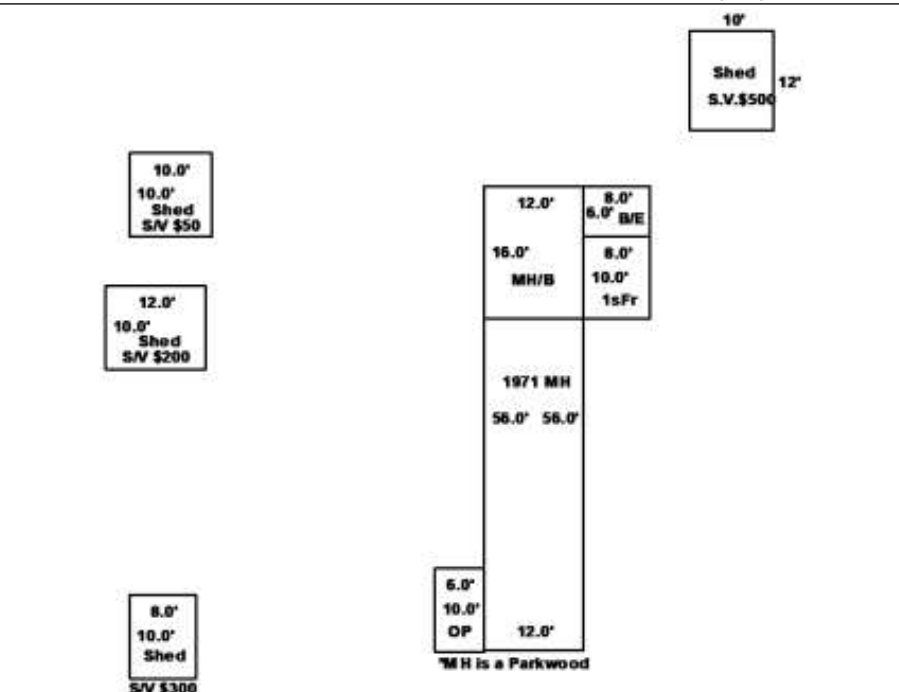 10'
Shed
12'
S.V.$500
10.0'
10.0'
Shed
S/V $50
12.0'
8.0'
6.0'
B/E
16.0'
MH/B
8.0'
10.0'
1sFr
12.0'
10.0'
Shed
S/V $200
1971 MH
56.0' 56.0'
6.0'
10.0'
OP
12.0'
*MH is a Parkwood
8.0'
10.0'
Shed
S/V $300